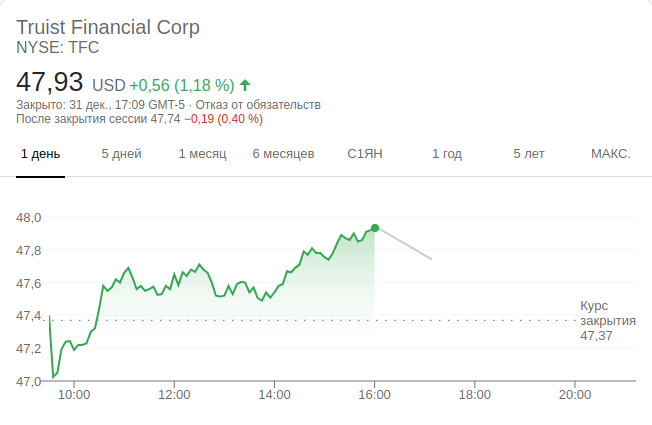 Truist Financial Corp
NYSE: TFC
47,93 USD +0,56 (1,18 %)
Закрыто: 31 дек., 17:09 GMT-5 · Отказ от обязательств
После закрытия сессии 47,74 −0,19 (0,40 %)
1 день 5 дней 1 месяц 6 месяцев С1ЯН 1 год 5 лет МАКС.
48,0
47,8
47,6
47,4
47,2
47,0
Курс
закрытия
47,37
10:00 12:00 14:00 16:00 18:00 20:00